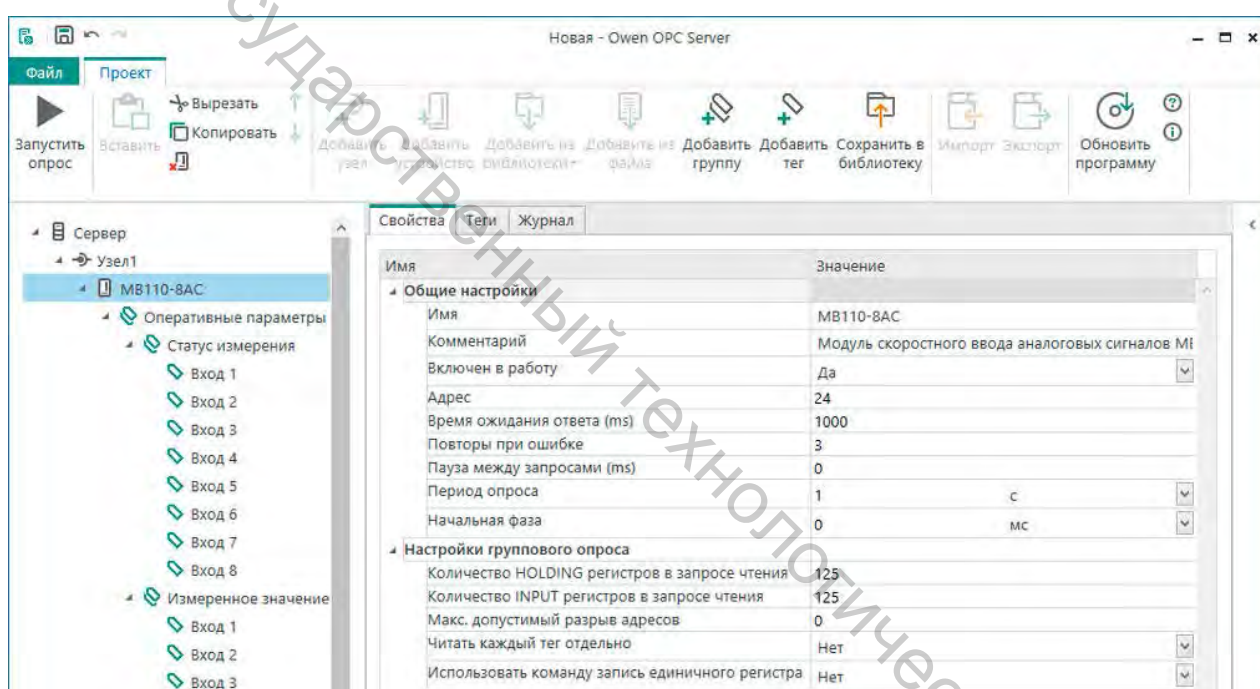 Новая - Owen OPC Server
Файл Проект
Вырезать
Копировать
Запустить опрос
Вставить
Добавить узел
Добавить устройство
Добавить из библиотеки
Добавить из файла
Добавить группу
Добавить тег
Сохранить в библиотеку
Импорт Экспорт
Обновить программу
Сервер
Узел1
МВ110-8АС
Оперативные параметры
Статус измерения
Вход 1
Вход 2
Вход 3
Вход 4
Вход 5
Вход 6
Вход 7
Вход 8
Измеренное значение
Вход 1
Вход 2
Вход 3
Свойства Теги Журнал
Имя Значение
Общие настройки
Имя МВ110-8АС
Комментарий Модуль скоростного ввода аналоговых сигналов МВ
Включен в работу Да
Адрес 24
Время ожидания ответа (ms) 1000
Повторы при ошибке 3
Пауза между запросами (ms) 0
Период опроса 1 с
Начальная фаза 0 мс
Настройки группового опроса
Количество HOLDING регистров в запросе чтения 125
Количество INPUT регистров в запросе чтения 125
Макс. допустимый разрыв адресов 0
Читать каждый тег отдельно Нет
Использовать команду запись единичного регистра Нет